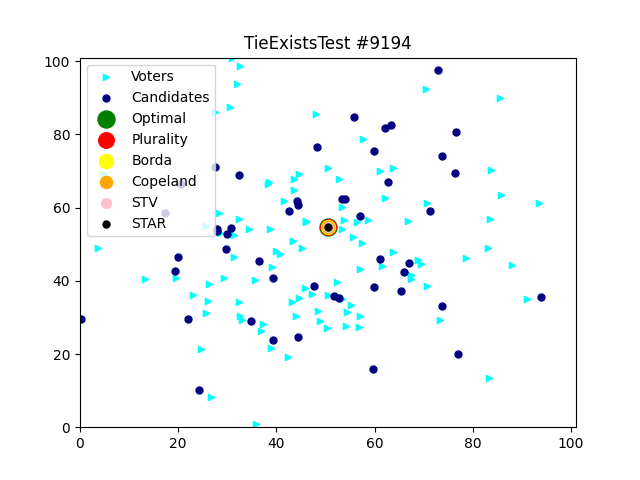 TieExistsTest #9194
100
80
60
40
20
0
Voters
Candidates
Optimal
Plurality
Borda
Copeland
STV
STAR
0 20 40 60 80 100